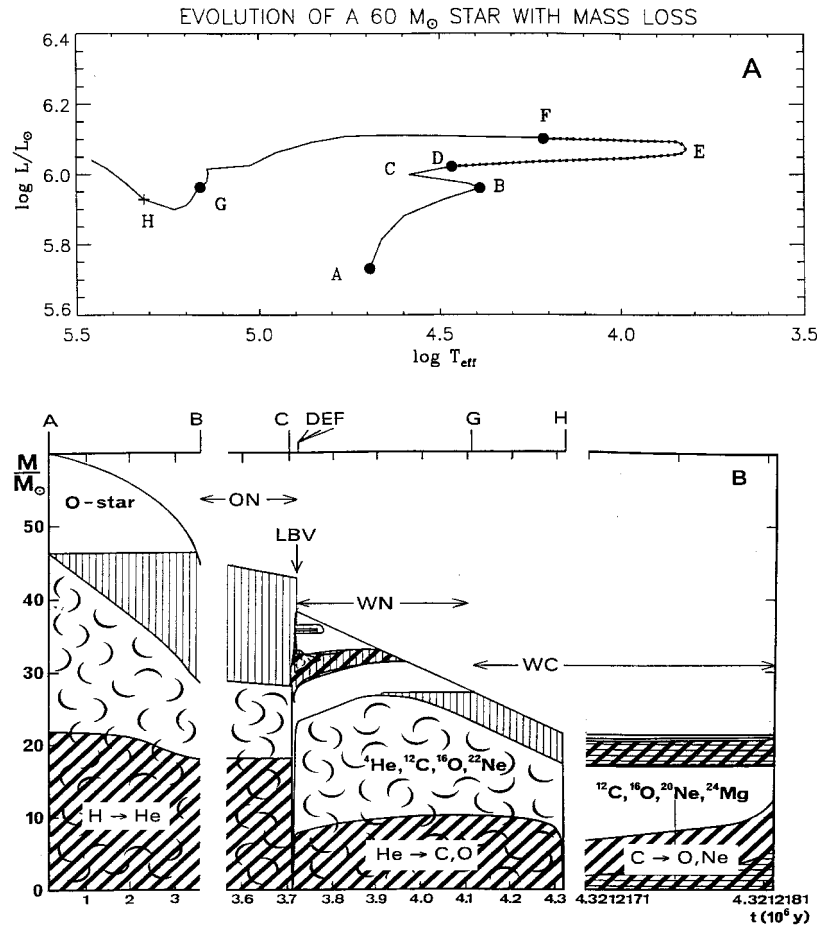 EVOLUTION OF A 60 M☉ STAR WITH MASS LOSS
A
log L/L☉
6.4
6.2
6.0
5.8
5.6
F
E
D
C
B
A
G
H
5.5 5.0 4.5 4.0 3.5
log T_eff
A B C DEF G H
M/M☉
50
40
30
20
10
0
B
O-star
ON
LBV
WN
WC
⁴He,¹²C,¹⁶O,²²Ne
¹²C,¹⁶O,²⁰Ne,²⁴Mg
H → He
He → C,O
C → O,Ne
1 2 3 3.6 3.7 3.8 3.9 4.0 4.1 4.2 4.3 4.3212171 4.3212181
t (10⁶ y)